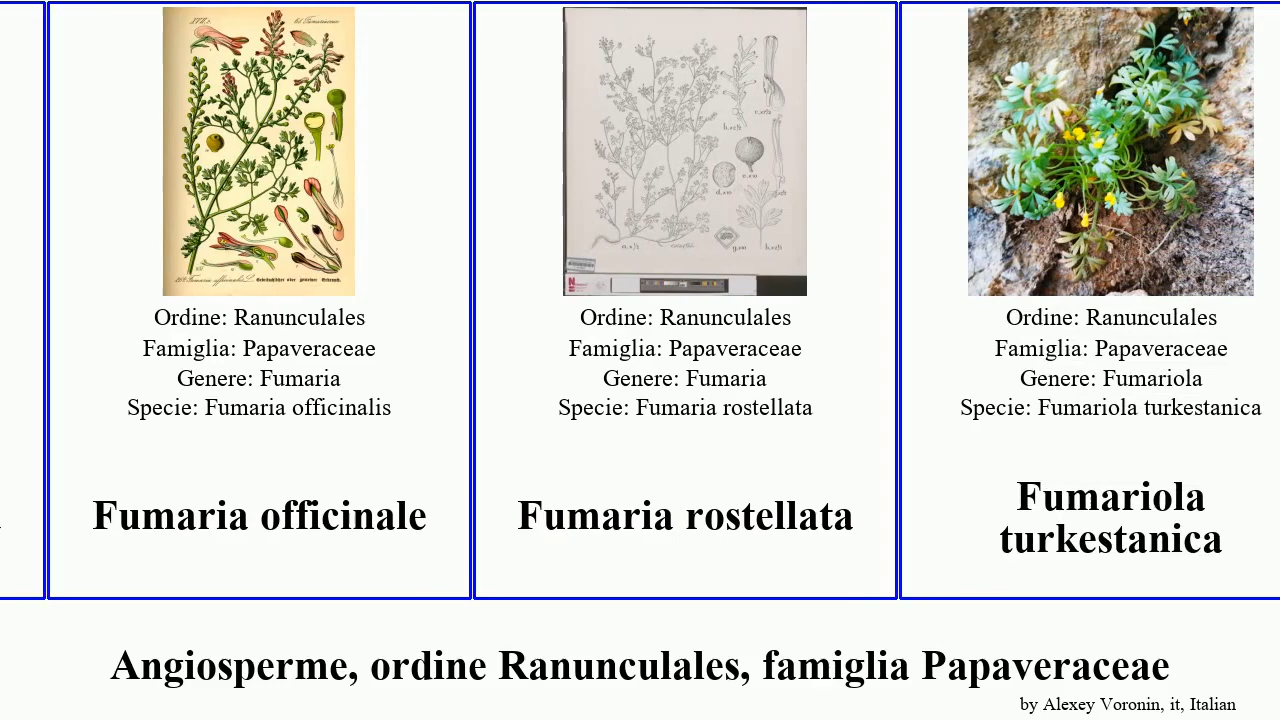 Ordine: Ranunculales
Famiglia: Papaveraceae
Genere: Fumaria
Specie: Fumaria officinalis
Fumaria officinale
Ordine: Ranunculales
Famiglia: Papaveraceae
Genere: Fumaria
Specie: Fumaria rostellata
Fumaria rostellata
Ordine: Ranunculales
Famiglia: Papaveraceae
Genere: Fumariola
Specie: Fumariola turkestanica
Fumariola
turkestanica
Angiosperme, ordine Ranunculales, famiglia Papaveraceae
by Alexey Voronin, it, Italian